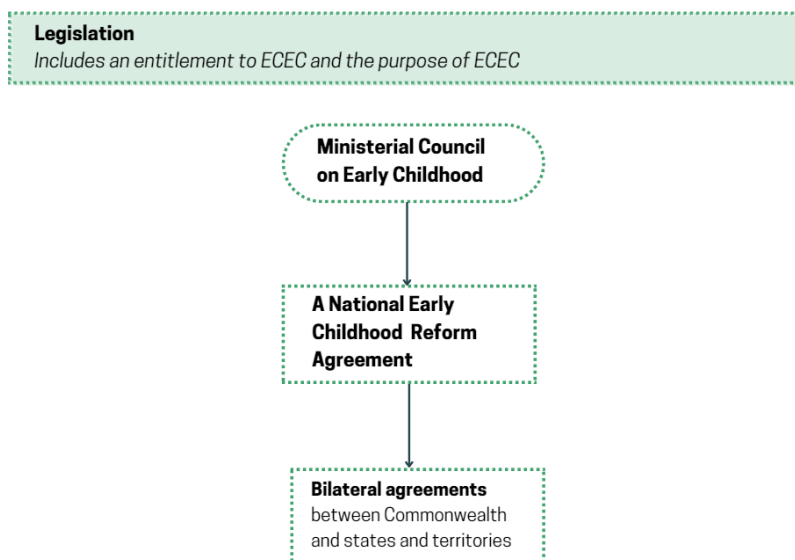 Legislation
Includes an entitlement to ECEC and the purpose of ECEC
Ministerial Council
on Early Childhood
A National Early
Childhood Reform
Agreement
Bilateral agreements
between Commonwealth
and states and territories